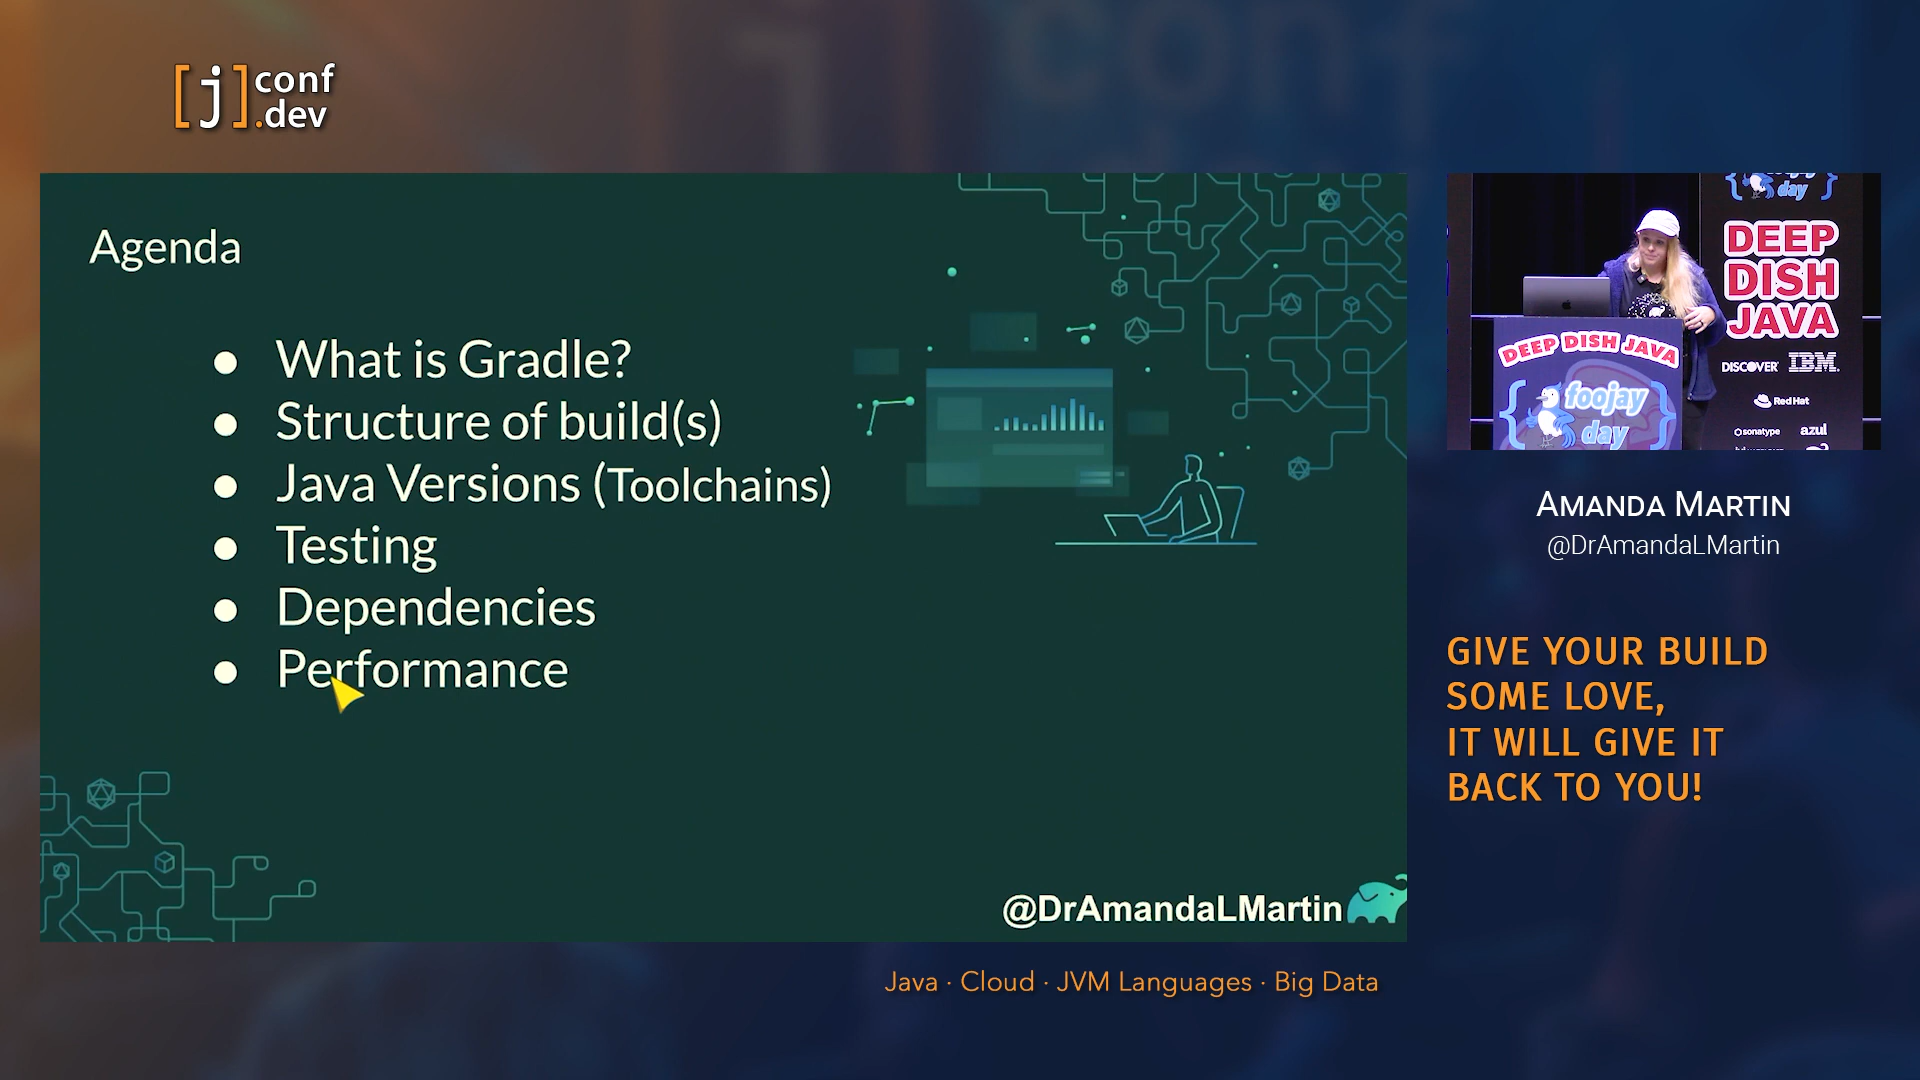 [j] conf
.dev
Agenda
● What is Gradle?
● Structure of build(s)
● Java Versions (Toolchains)
● Testing
● Dependencies
● Performance
@DrAmandaLMartin
day
DEEP
DISH
JAVA
DISCOVER IBM
Red Hat
sonatype azul
DEEP DISH JAVA
{ foojay
day }
AMANDA MARTIN
@DrAmandaLMartin
GIVE YOUR BUILD
SOME LOVE,
IT WILL GIVE IT
BACK TO YOU!
Java · Cloud · JVM Languages · Big Data